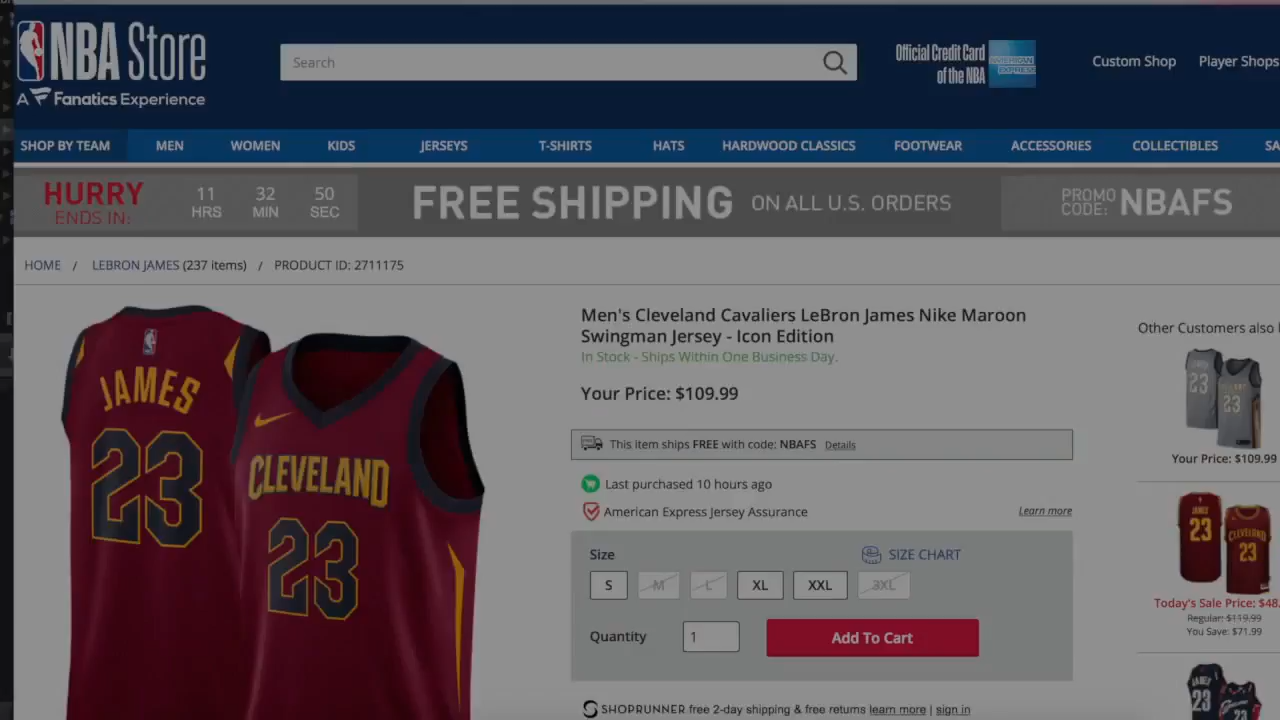 NBA Store
A Fanatics Experience
Search
Official Credit Card
of the NBA
AMERICAN
EXPRESS
Custom Shop
Player Shops
SHOP BY TEAM
MEN
WOMEN
KIDS
JERSEYS
T-SHIRTS
HATS
HARDWOOD CLASSICS
FOOTWEAR
ACCESSORIES
COLLECTIBLES
SA
HURRY
ENDS IN:
11 32 50
HRS MIN SEC
FREE SHIPPING ON ALL U.S. ORDERS
PROMO
CODE: NBAFS
HOME / LEBRON JAMES (237 items) / PRODUCT ID: 2711175
JAMES
23
CLEVELAND
23
Men's Cleveland Cavaliers LeBron James Nike Maroon
Swingman Jersey - Icon Edition
In Stock - Ships Within One Business Day.
Your Price: $109.99
This item ships FREE with code: NBAFS Details
Last purchased 10 hours ago
American Express Jersey Assurance
Learn more
Size
SIZE CHART
S M L XL XXL 3XL
Quantity 1 Add To Cart
SHOPRUNNER free 2-day shipping & free returns learn more | sign in
Other Customers also
23
23
Your Price: $109.99
JAMES
23
CLEVELAND
23
Today's Sale Price: $48.
Regular: $119.99
You Save: $71.99
JAMES
23
23